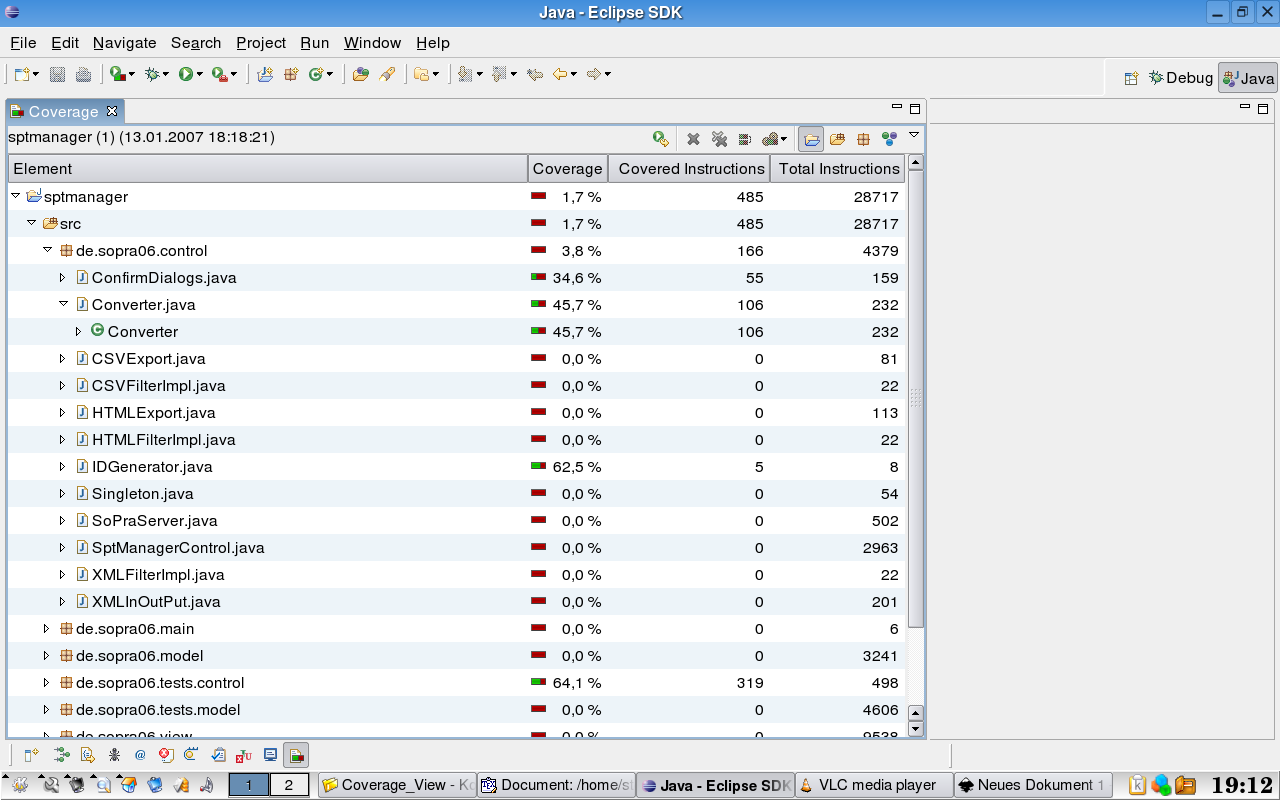 Java - Eclipse SDK
File Edit Navigate Search Project Run Window Help
Debug Java
Coverage
sptmanager (1) (13.01.2007 18:18:21)
Element Coverage Covered Instructions Total Instructions
sptmanager 1,7 % 485 28717
src 1,7 % 485 28717
de.sopra06.control 3,8 % 166 4379
ConfirmDialogs.java 34,6 % 55 159
Converter.java 45,7 % 106 232
Converter 45,7 % 106 232
CSVExport.java 0,0 % 0 81
CSVFilterImpl.java 0,0 % 0 22
HTMLExport.java 0,0 % 0 113
HTMLFilterImpl.java 0,0 % 0 22
IDGenerator.java 62,5 % 5 8
Singleton.java 0,0 % 0 54
SoPraServer.java 0,0 % 0 502
SptManagerControl.java 0,0 % 0 2963
XMLFilterImpl.java 0,0 % 0 22
XMLInOutPut.java 0,0 % 0 201
de.sopra06.main 0,0 % 0 6
de.sopra06.model 0,0 % 0 3241
de.sopra06.tests.control 64,1 % 319 498
de.sopra06.tests.model 0,0 % 0 4606
de.sopra06.view 0,0 % 0 9538
1 2 Coverage_View - Ko Document: /home/st Java - Eclipse SDK VLC media player Neues Dokument 1 19:12